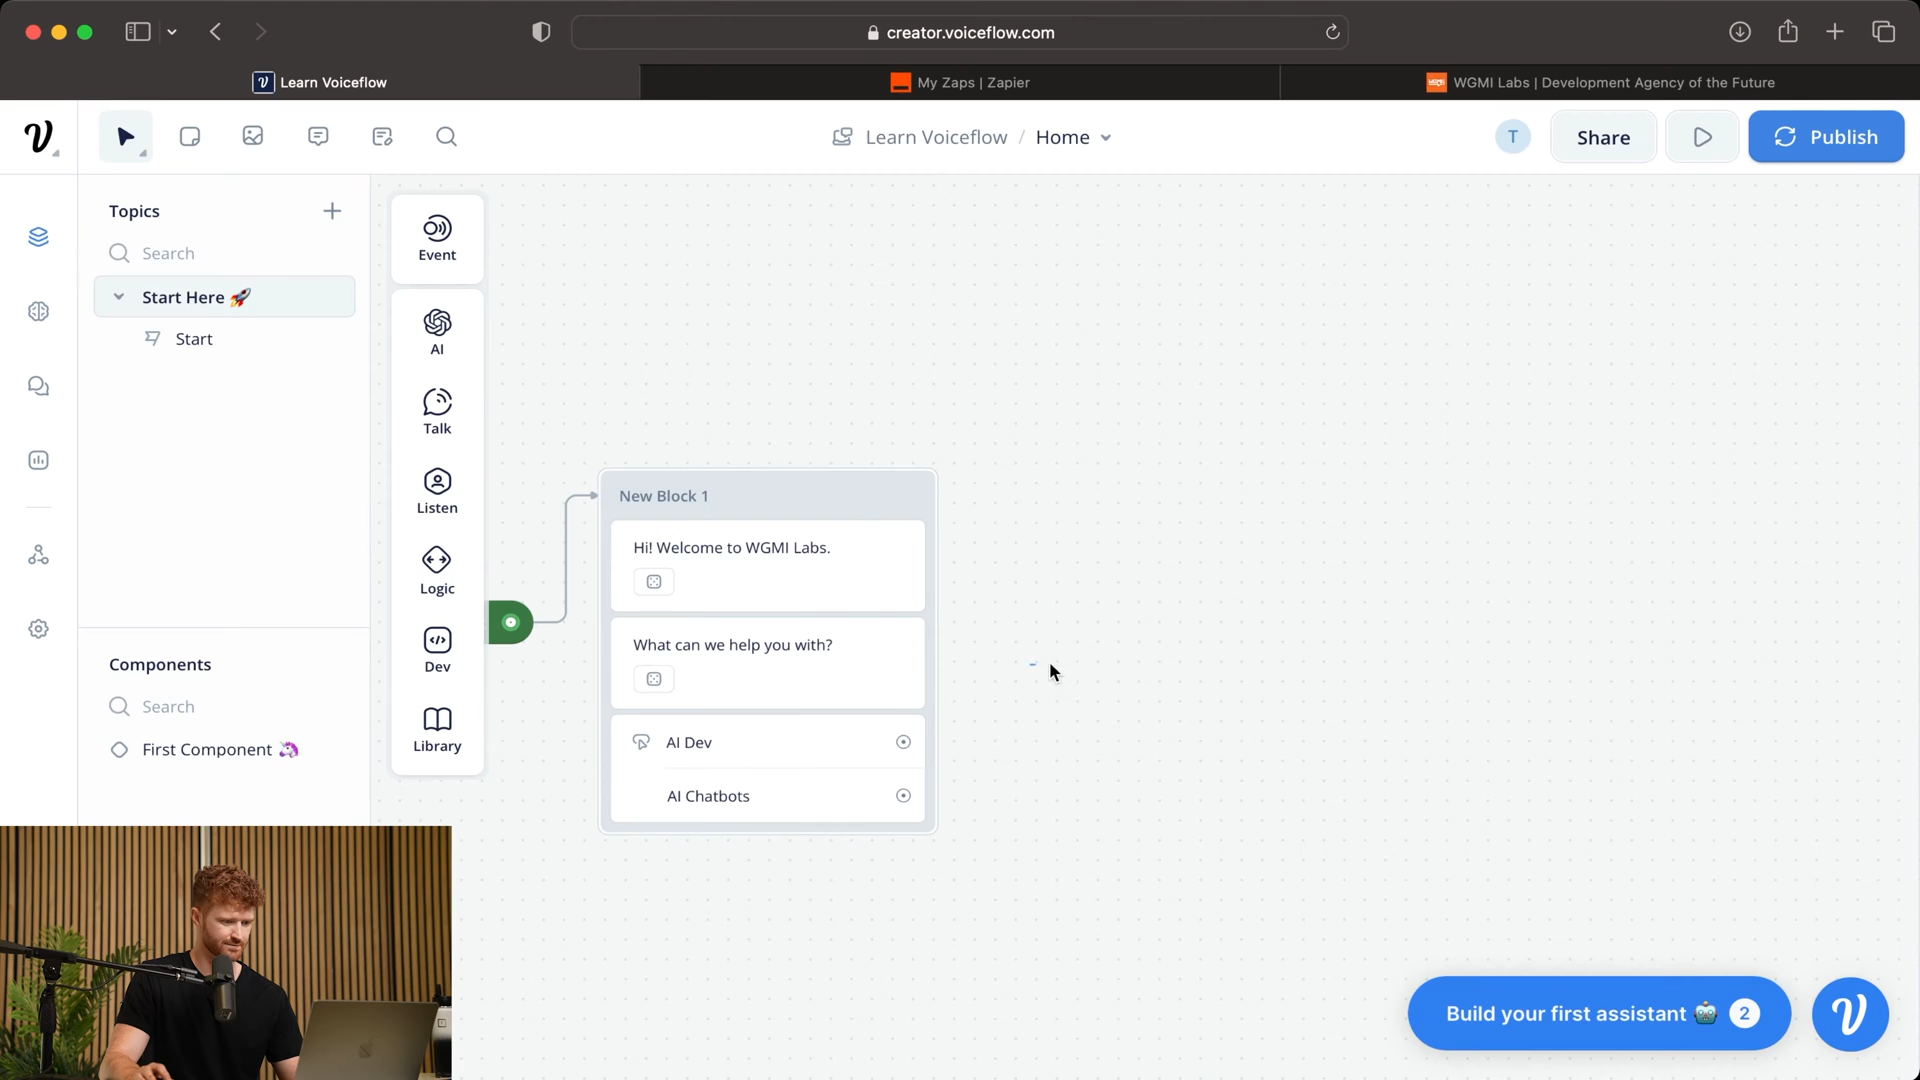 creator.voiceflow.com
Learn Voiceflow
My Zaps | Zapier
WGMI Labs | Development Agency of the Future
Learn Voiceflow / Home
T
Share
Publish
Topics
Search
Start Here 🚀
Start
Components
Search
First Component 🦄
Event
AI
Talk
Listen
Logic
Dev
Library
New Block 1
Hi! Welcome to WGMI Labs.
What can we help you with?
AI Dev
AI Chatbots
Build your first assistant 🤖 2